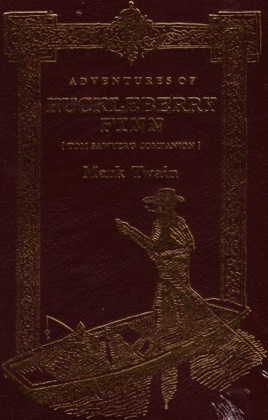 ADVENTURES OF
HUCKLEBERRY
FINN
[TOM SAWYER'S COMPANION]
Mark Twain